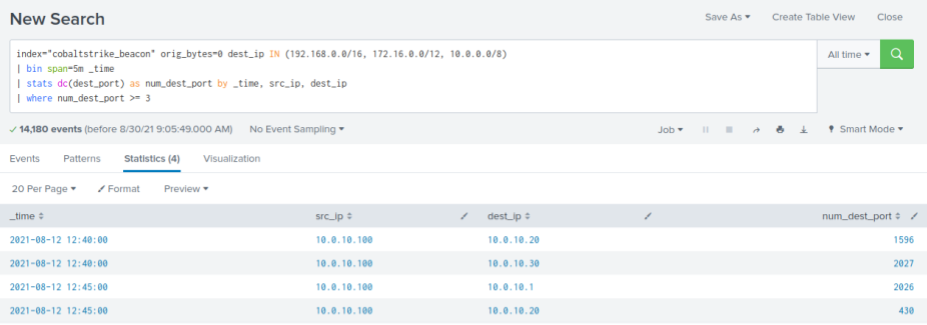 New Search
Save As Create Table View Close
index="cobaltstrike_beacon" orig_bytes=0 dest_ip IN (192.168.0.0/16, 172.16.0.0/12, 10.0.0.0/8)
| bin span=5m _time
| stats dc(dest_port) as num_dest_port by _time, src_ip, dest_ip
| where num_dest_port >= 3
All time
14,180 events (before 8/30/21 9:05:49.000 AM) No Event Sampling Job Smart Mode
Events Patterns Statistics (4) Visualization
20 Per Page Format Preview
_time src_ip dest_ip num_dest_port
2021-08-12 12:40:00 10.0.10.100 10.0.10.20 1596
2021-08-12 12:40:00 10.0.10.100 10.0.10.30 2027
2021-08-12 12:45:00 10.0.10.100 10.0.10.1 2026
2021-08-12 12:45:00 10.0.10.100 10.0.10.20 430